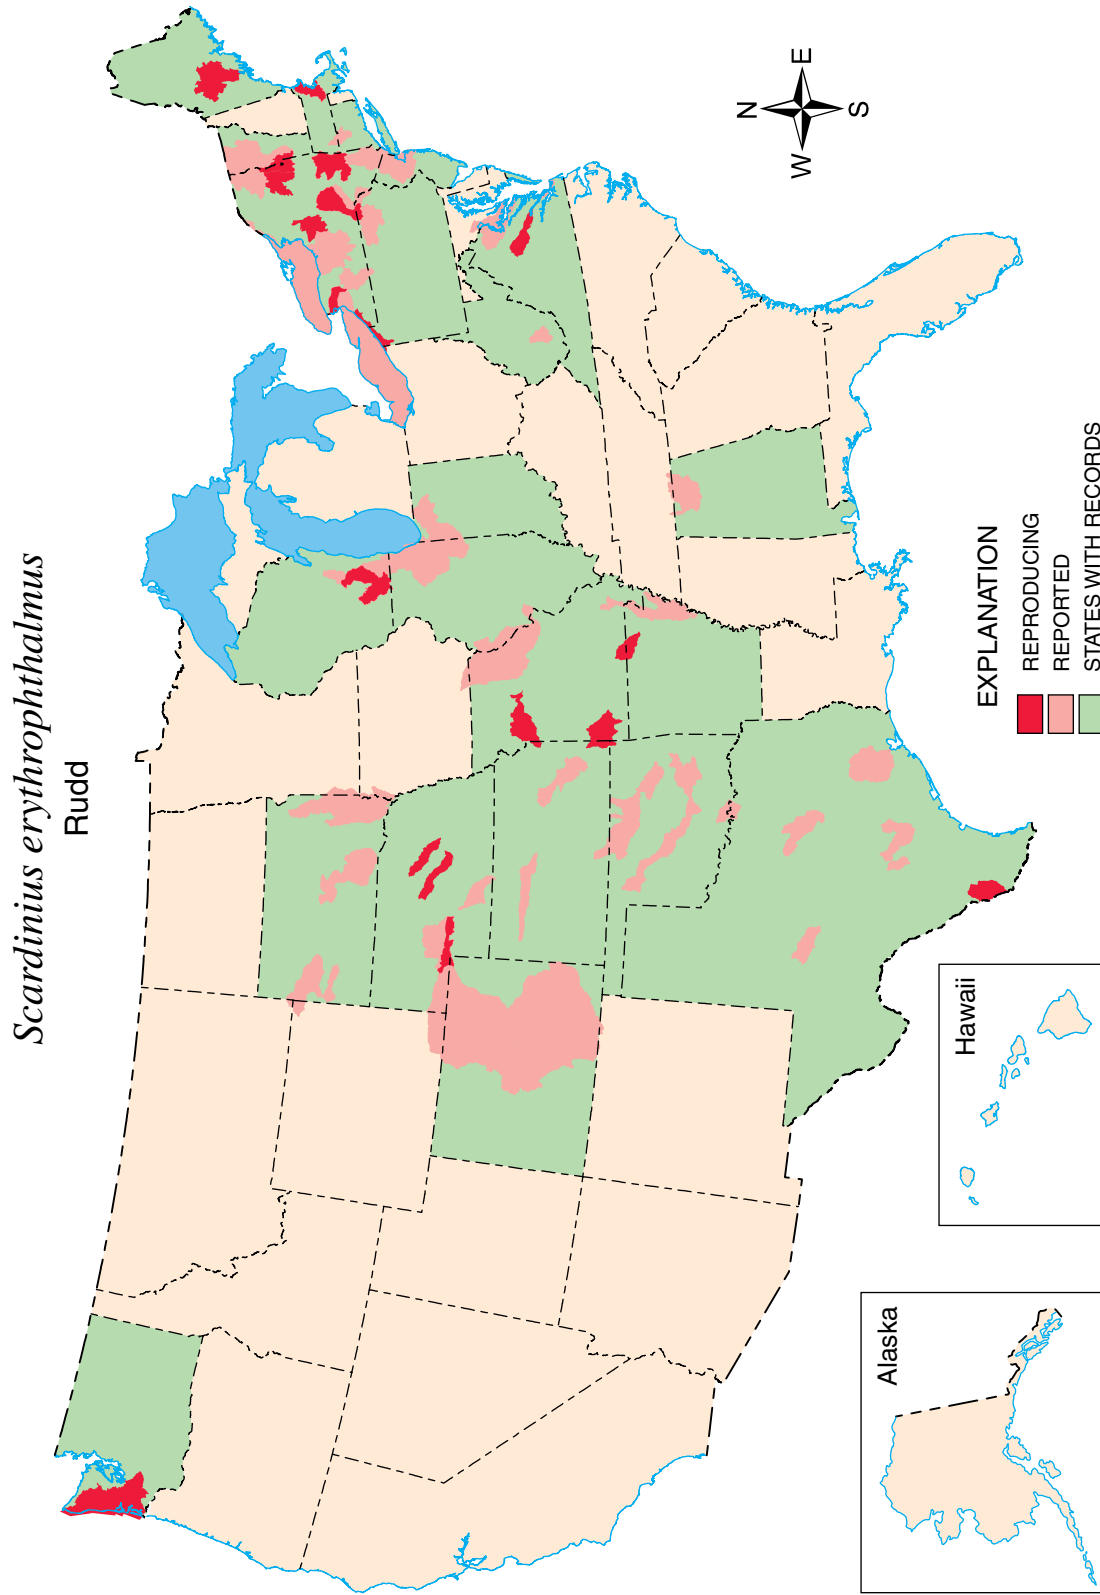 Scardinius erythrophthalmus
Rudd
N
W
E
S
EXPLANATION
REPRODUCING
REPORTED
STATES WITH RECORDS
Alaska
Hawaii